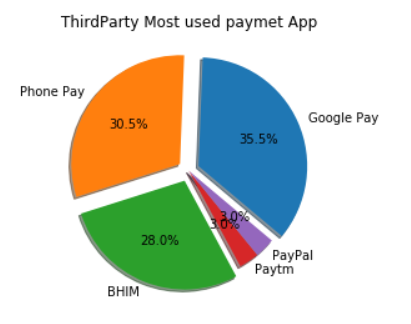 ThirdParty Most used paymet App
Phone Pay
30.5%
Google Pay
35.5%
28.0%
BHIM
3.0%
3.0%
PayPal
Paytm